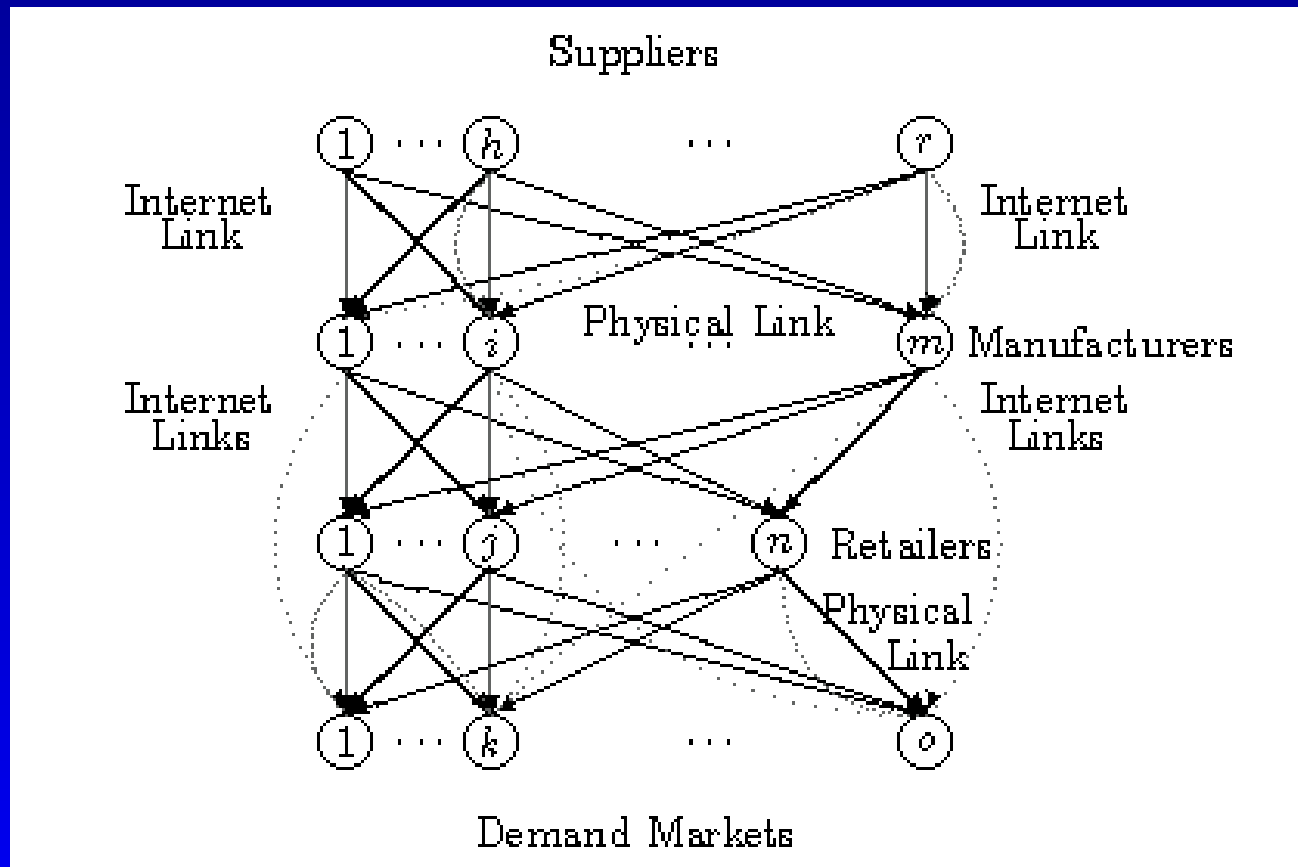 Suppliers
1 ··· h ··· r
Internet
Link
Internet
Link
Physical Link
1 ··· i ··· m Manufacturers
Internet
Links
Internet
Links
1 ··· j ··· n Retailers
Physical
Link
1 ··· k ··· o
Demand Markets